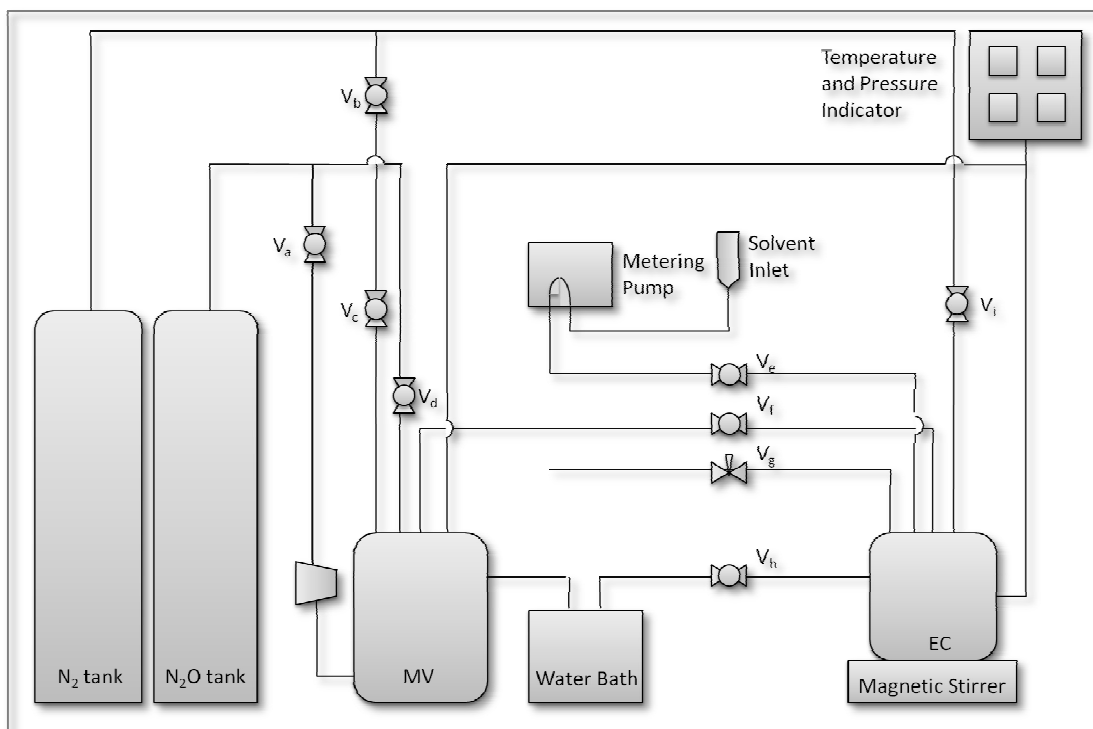 Temperature
and Pressure
Indicator
V_b
V_a
Metering
Pump
Solvent
Inlet
V_c
V_i
V_d
V_e
V_f
V_g
V_h
N₂ tank
N₂O tank
MV
Water Bath
EC
Magnetic Stirrer